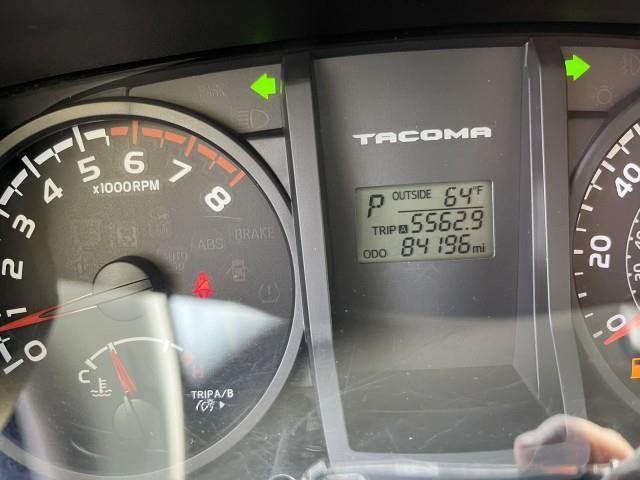 TACOMA
P OUTSIDE 64°F
TRIP A 5562.9
ODO 84196 mi
0 1 2 3 4 5 6 7 8
x1000RPM
ABS
BRAKE
C H
TRIP A/B
0 20 40